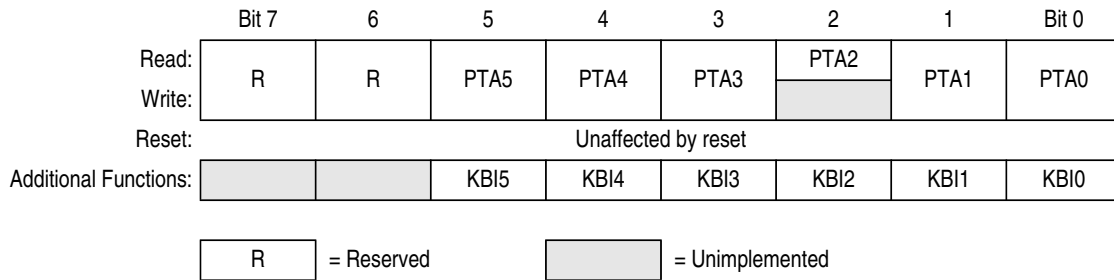 Bit 7 6 5 4 3 2 1 Bit 0
Read: R R PTA5 PTA4 PTA3 PTA2 PTA1 PTA0
Write:
Reset: Unaffected by reset
Additional Functions: KBI5 KBI4 KBI3 KBI2 KBI1 KBI0
R = Reserved = Unimplemented